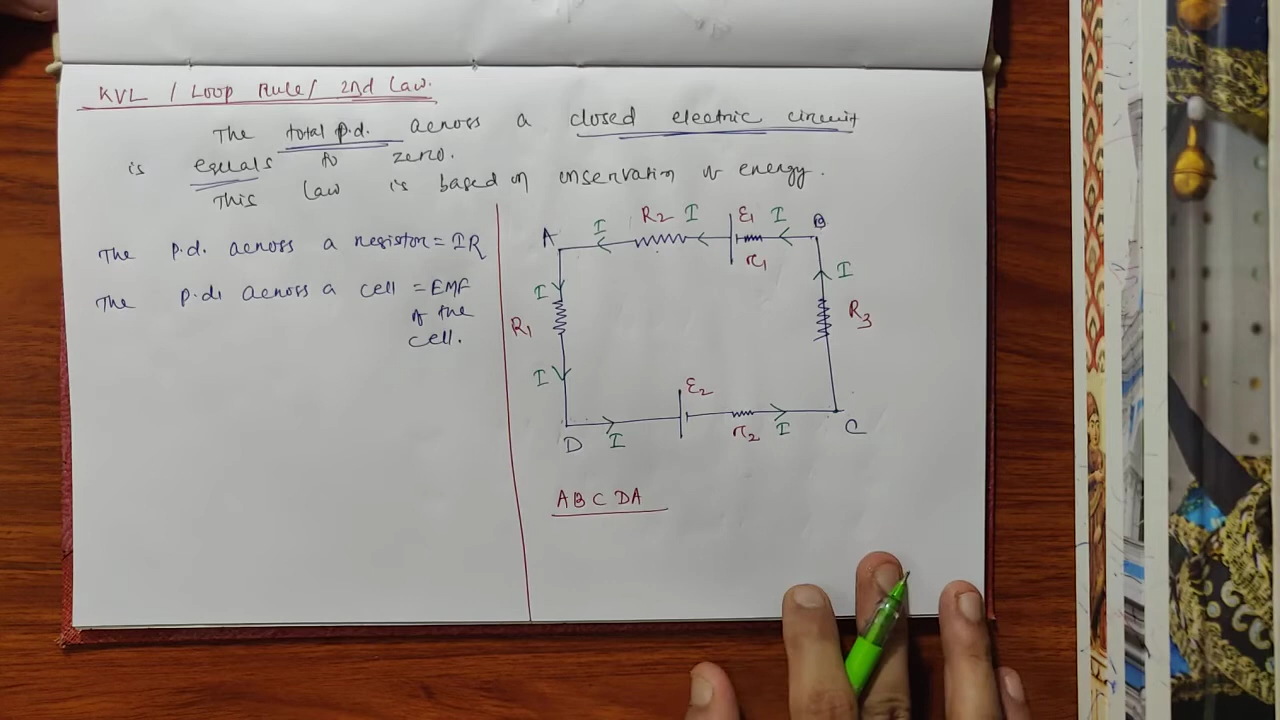 KVL / Loop Rule / 2nd Law.
The total p.d. across a closed electric circuit
is equals to zero.
This law is based on conservation of energy.
The p.d. across a resistor = IR
The p.d. across a cell = EMF
of the
cell.
A I R2 I ε1 I B
r1
I I
R1 R3
I ε2
D I r2 I C
ABCDA